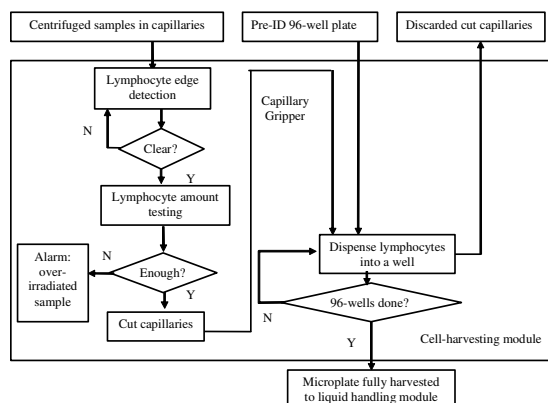 Centrifuged samples in capillaries
Pre-ID 96-well plate
Discarded cut capillaries
Lymphocyte edge
detection
Capillary
Gripper
N
Clear?
Y
Lymphocyte amount
testing
Alarm:
over-
irradiated
sample
N
Enough?
Y
Cut capillaries
Dispense lymphocytes
into a well
96-wells done?
N
Y
Cell-harvesting module
Microplate fully harvested
to liquid handling module